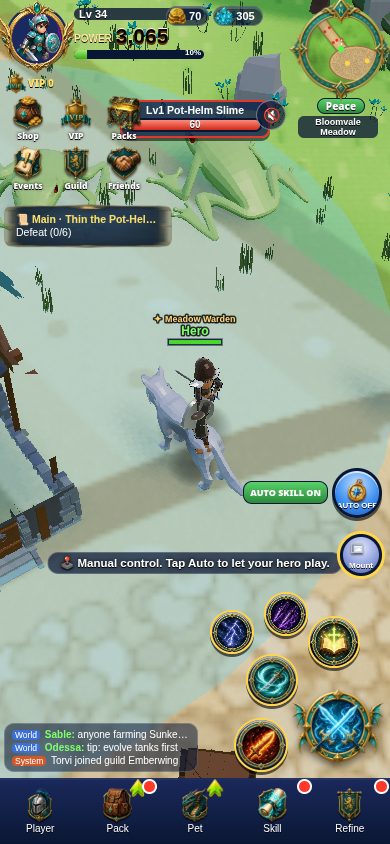 Lv 34
70
305
POWER 3,065
10%
VIP 0
Lv1 Pot-Helm Slime
60
Peace
Bloomvale
Meadow
Shop
VIP
VIP
Packs
Events
Guild
Friends
Main · Thin the Pot-Hel...
Defeat (0/6)
Meadow Warden
Hero
AUTO SKILL ON
AUTO OFF
Manual control. Tap Auto to let your hero play.
Mount
World Sable: anyone farming Sunke...
World Odessa: tip: evolve tanks first
System Torvi joined guild Emberwing
Player
Pack
Pet
Skill
Refine